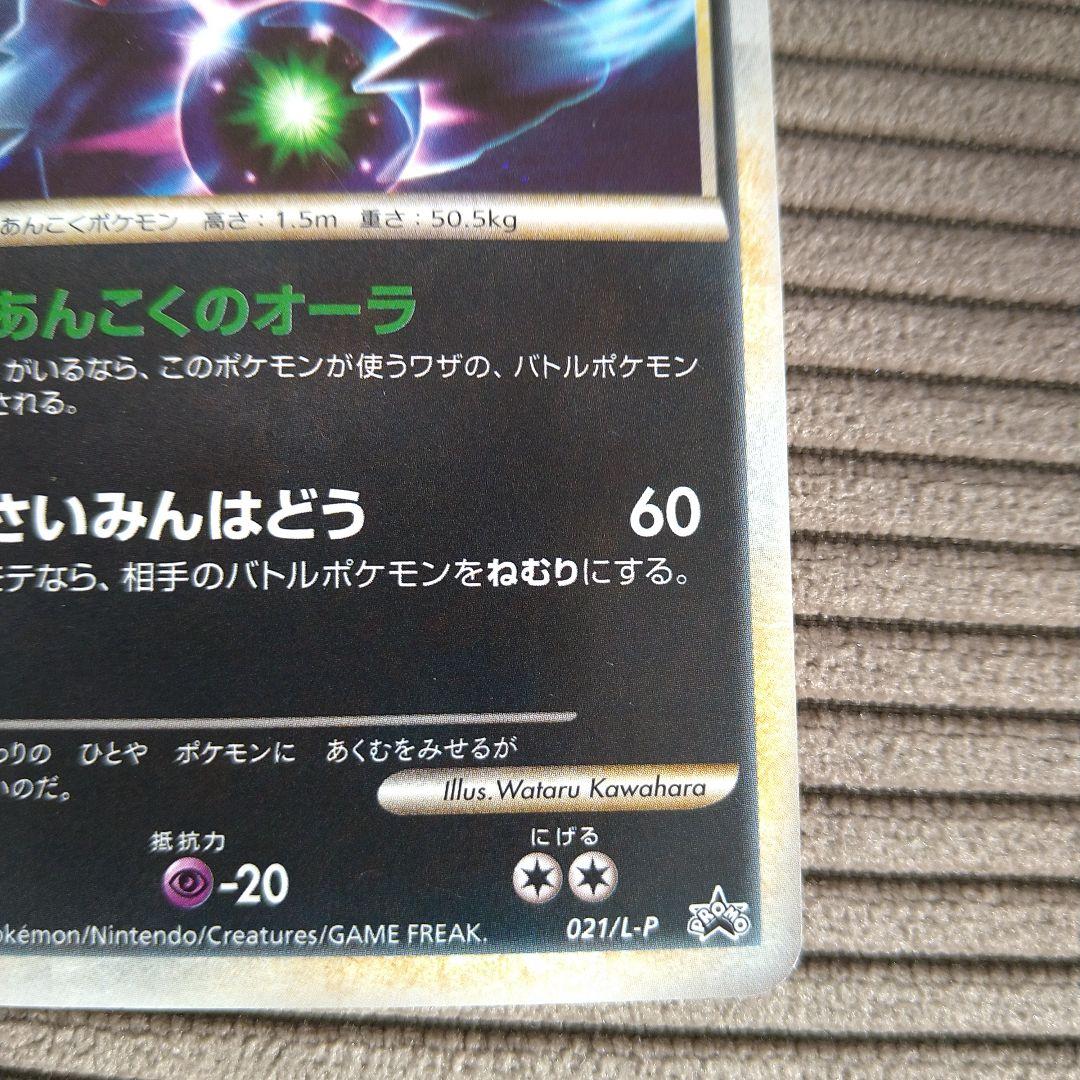 あんこくポケモン 高さ:1.5m 重さ:50.5kg
あんこくのオーラ
がいるなら、このポケモンが使うワザの、バトルポケモン
される。
さいみんはどう 60
モテなら、相手のバトルポケモンをねむりにする。
わりの ひとや ポケモンに あくむをみせるが
いのだ。
Illus. Wataru Kawahara
抵抗力 にげる
-20
okémon/Nintendo/Creatures/GAME FREAK. 021/L-P PROMO